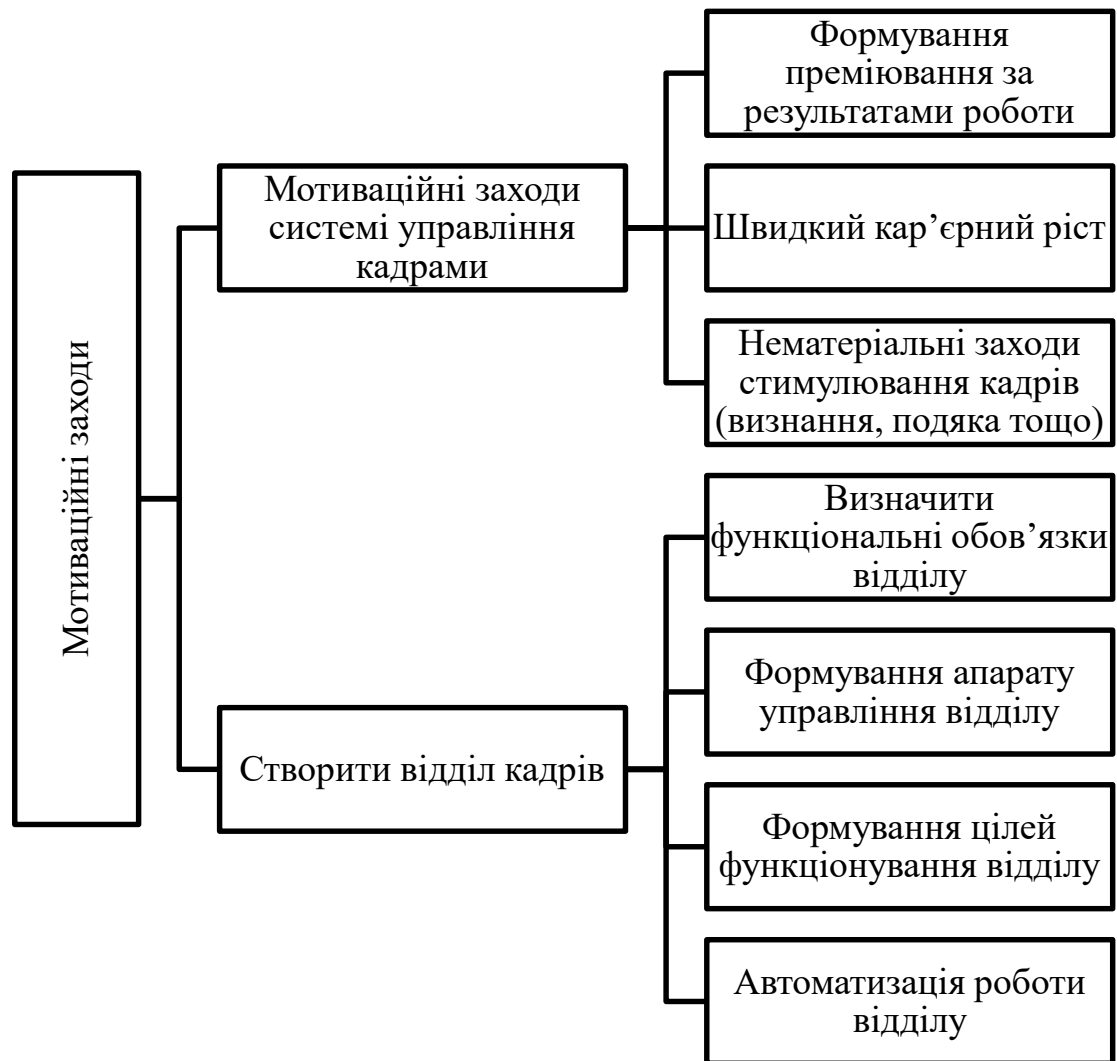 Мотиваційні заходи
Мотиваційні заходи
системі управління
кадрами
Формування
преміювання за
результатами роботи
Швидкий кар’єрний ріст
Нематеріальні заходи
стимулювання кадрів
(визнання, подяка тощо)
Створити відділ кадрів
Визначити
функціональні обов’язки
відділу
Формування апарату
управління відділу
Формування цілей
функціонування відділу
Автоматизація роботи
відділу